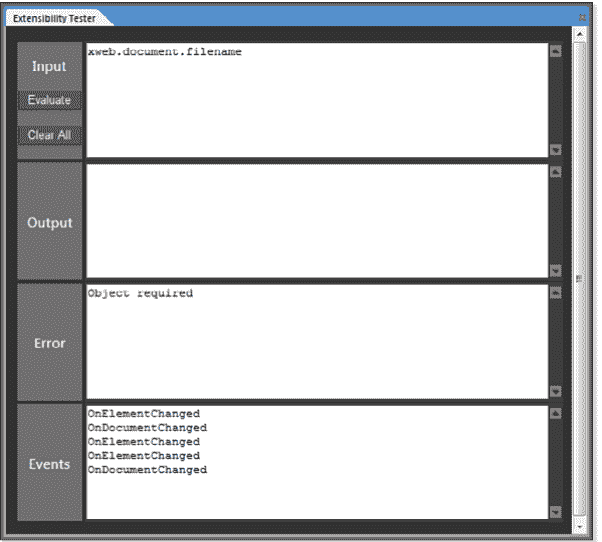 Extensibility Tester
Input
Evaluate
Clear All
xweb.document.filename
Output
Error
Object required
Events
OnElementChanged
OnDocumentChanged
OnElementChanged
OnElementChanged
OnDocumentChanged